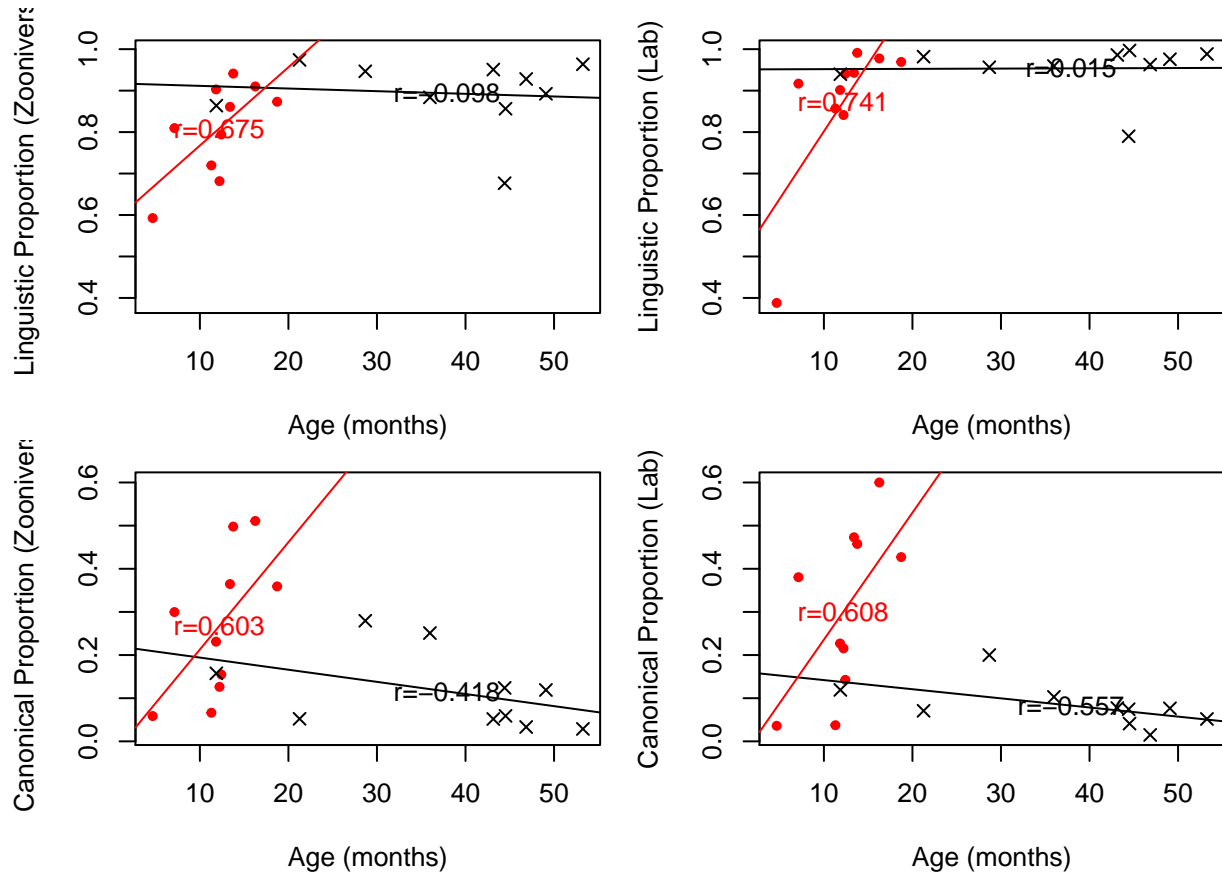 Linguistic Proportion (Zoonivers
1.0
0.8
0.6
0.4
r=−0.098
r=0.675
10 20 30 40 50
Age (months)
Linguistic Proportion (Lab)
1.0
0.8
0.6
0.4
r=0.015
r=0.741
10 20 30 40 50
Age (months)
Canonical Proportion (Zoonivers
0.6
0.4
0.2
0.0
r=0.603
r=−0.418
10 20 30 40 50
Age (months)
Canonical Proportion (Lab)
0.6
0.4
0.2
0.0
r=0.608
r=−0.557
10 20 30 40 50
Age (months)